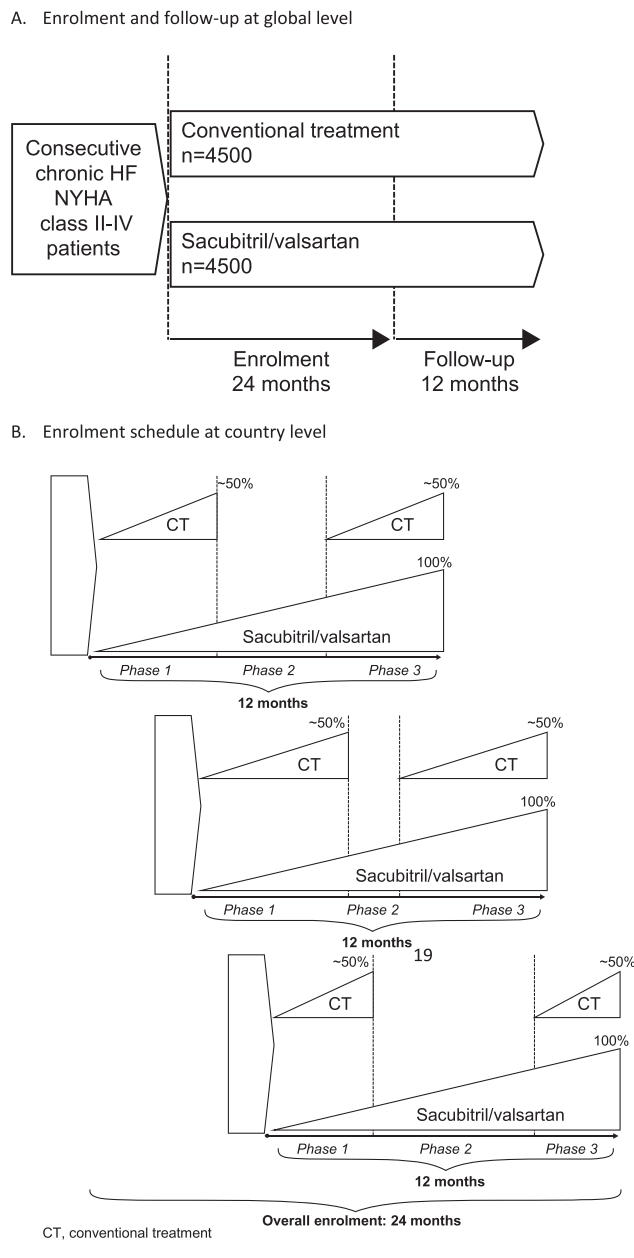 A. Enrolment and follow-up at global level
Consecutive
chronic HF
NYHA
class II-IV
patients
Conventional treatment
n=4500
Sacubitril/valsartan
n=4500
Enrolment
24 months
Follow-up
12 months
B. Enrolment schedule at country level
~50%
CT
~50%
CT
100%
Sacubitril/valsartan
Phase 1
Phase 2
Phase 3
12 months
~50%
CT
~50%
CT
100%
Sacubitril/valsartan
Phase 1
Phase 2
Phase 3
12 months
19
~50%
CT
~50%
CT
100%
Sacubitril/valsartan
Phase 1
Phase 2
Phase 3
12 months
Overall enrolment: 24 months
CT, conventional treatment